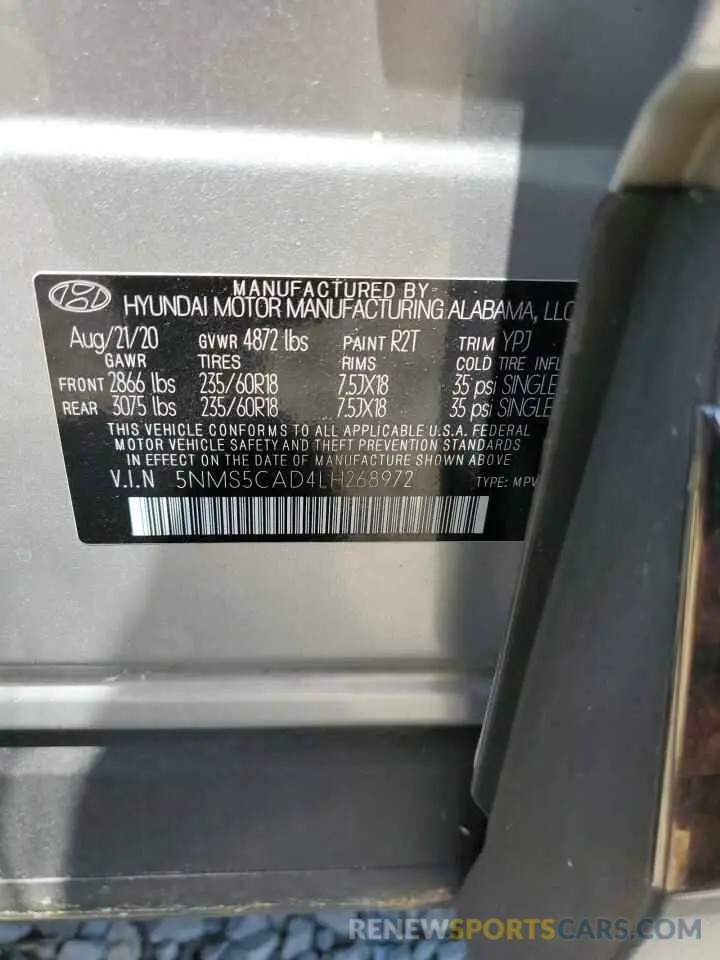 MANUFACTURED BY
HYUNDAI MOTOR MANUFACTURING ALABAMA, LLC
Aug/21/20 GVWR 4872 lbs PAINT R2T TRIM YPJ
GAWR TIRES RIMS COLD TIRE INFL
FRONT 2866 lbs 235/60R18 7.5JX18 35 psi SINGLE
REAR 3075 lbs 235/60R18 7.5JX18 35 psi SINGLE
THIS VEHICLE CONFORMS TO ALL APPLICABLE U.S.A. FEDERAL
MOTOR VEHICLE SAFETY AND THEFT PREVENTION STANDARDS
IN EFFECT ON THE DATE OF MANUFACTURE SHOWN ABOVE
V.I.N 5NMS5CAD4LH268972 TYPE: MPV
RENEWSPORTSCARS.COM